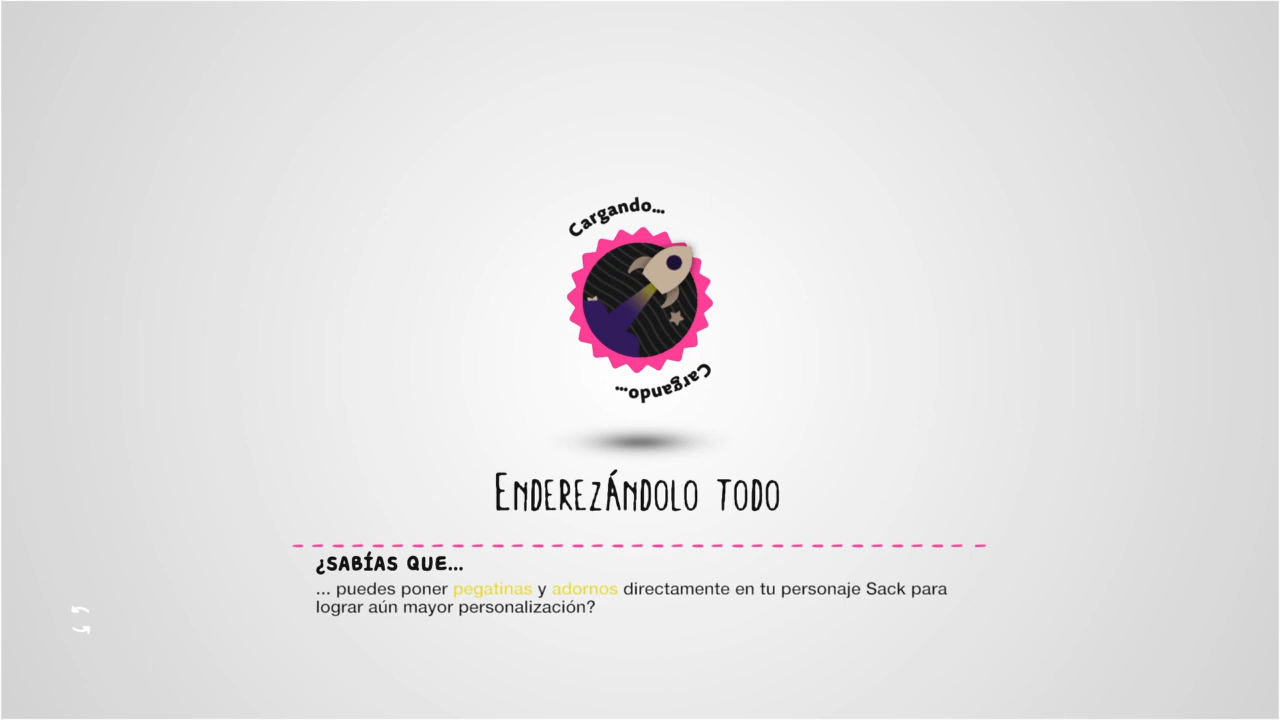 Cargando...
Cargando...
Enderezándolo todo
¿SABÍAS QUE...
... puedes poner pegatinas y adornos directamente en tu personaje Sack para
lograr aún mayor personalización?